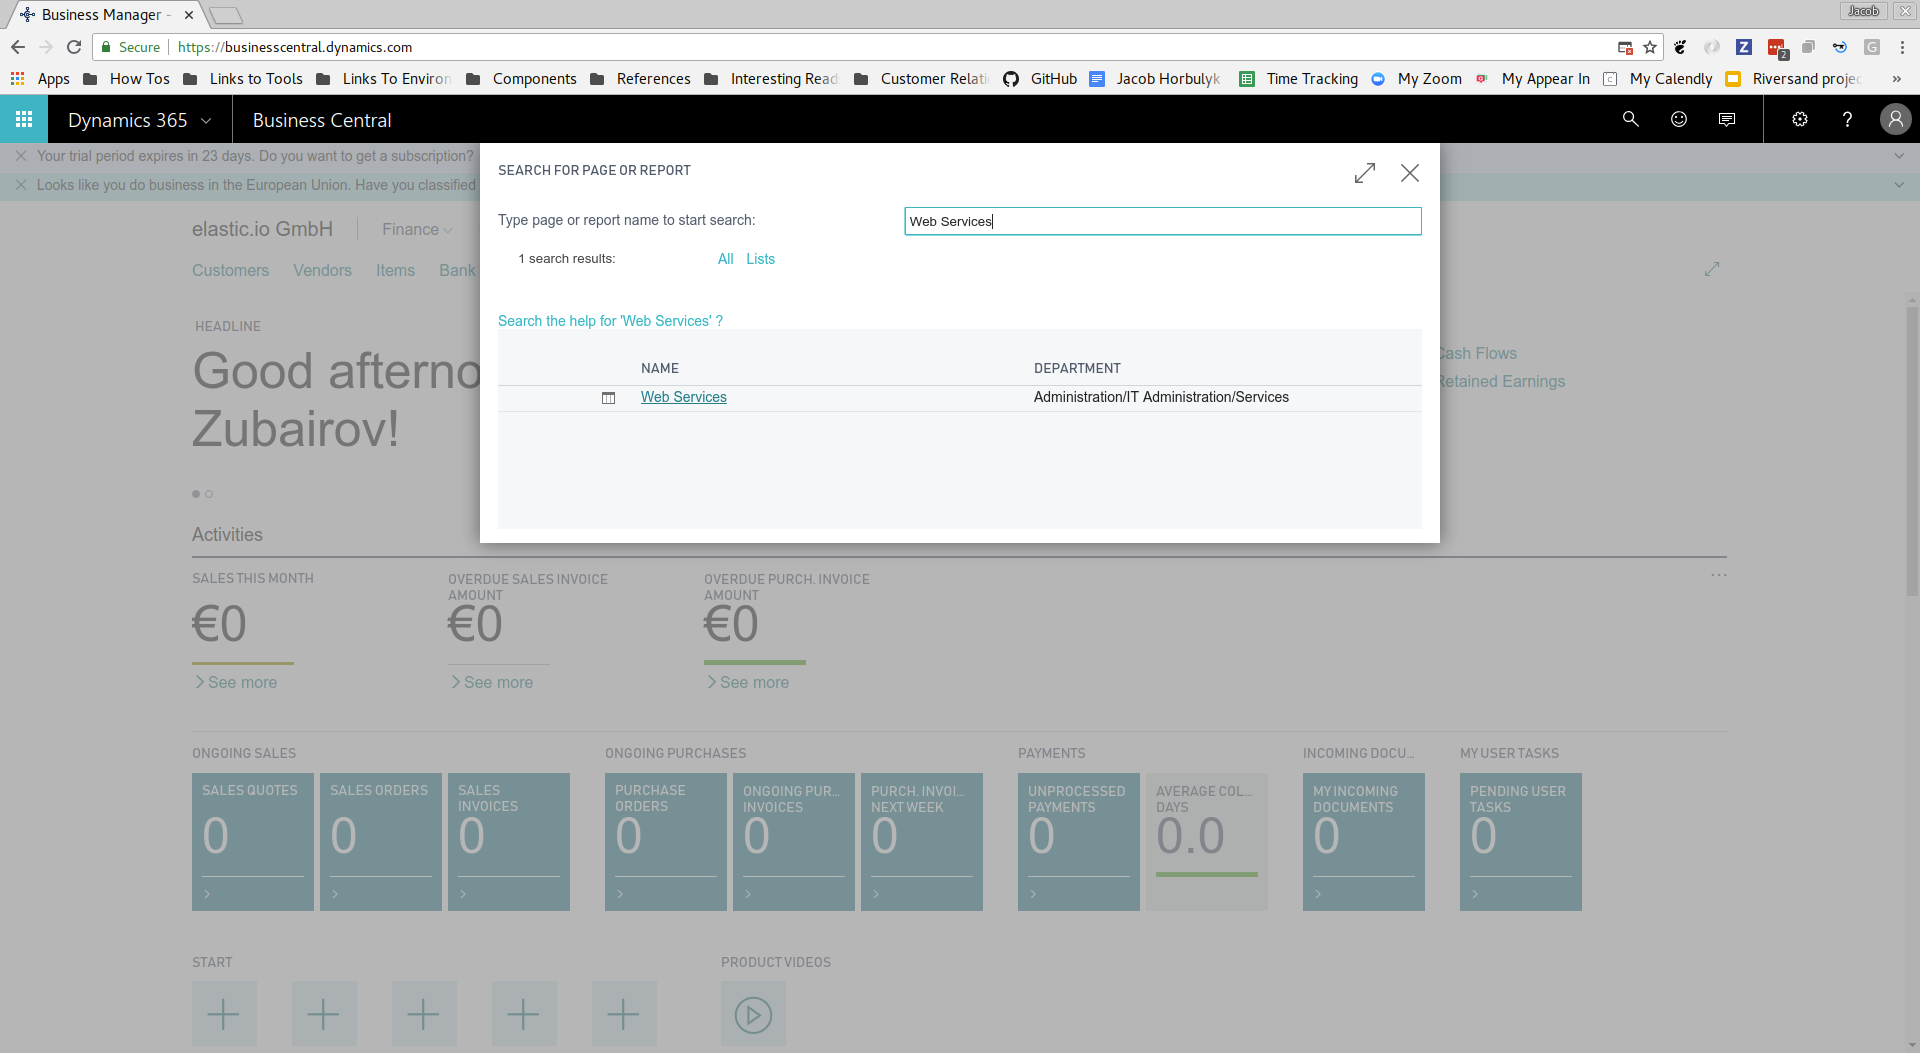 Business Manager -
Jacob
Secure
https://businesscentral.dynamics.com
2
Apps
How Tos
Links to Tools
Links To Environ
Components
References
Interesting Read
Customer Relati
GitHub
Jacob Horbulyk
Time Tracking
My Zoom
My Appear In
My Calendly
Riversand projec
»
Dynamics 365
Business Central
?
Your trial period expires in 23 days. Do you want to get a subscription?
Looks like you do business in the European Union. Have you classified
elastic.io GmbH
Finance
Customers
Vendors
Items
Bank
HEADLINE
Good afterno
Zubairov!
SEARCH FOR PAGE OR REPORT
Type page or report name to start search:
Web Services
1 search results:
All
Lists
Search the help for 'Web Services' ?
NAME
DEPARTMENT
Web Services
Administration/IT Administration/Services
Cash Flows
Retained Earnings
Activities
SALES THIS MONTH
€0
See more
OVERDUE SALES INVOICE
AMOUNT
€0
See more
OVERDUE PURCH. INVOICE
AMOUNT
€0
See more
ONGOING SALES
SALES QUOTES
0
SALES ORDERS
0
SALES
INVOICES
0
ONGOING PURCHASES
PURCHASE
ORDERS
0
ONGOING PUR...
INVOICES
0
PURCH. INVOI...
NEXT WEEK
0
PAYMENTS
UNPROCESSED
PAYMENTS
0
AVERAGE COL...
DAYS
0.0
INCOMING DOCU...
MY INCOMING
DOCUMENTS
0
MY USER TASKS
PENDING USER
TASKS
0
START
PRODUCT VIDEOS